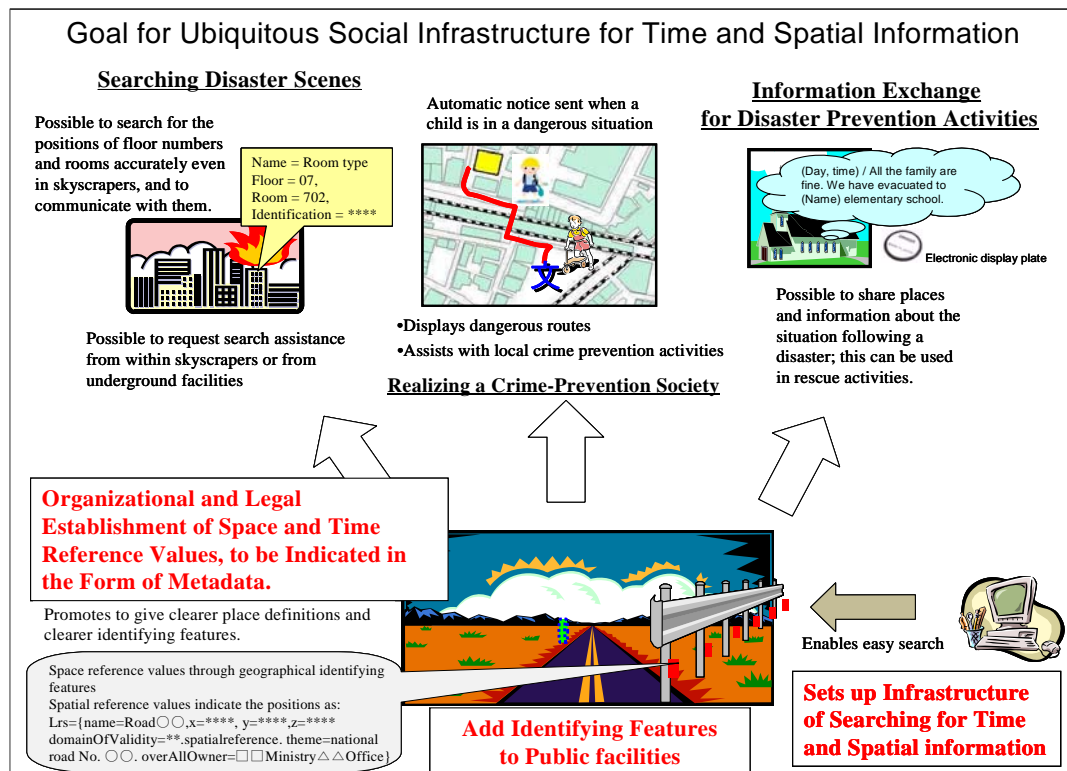 Goal for Ubiquitous Social Infrastructure for Time and Spatial Information
Searching Disaster Scenes
Possible to search for the
positions of floor numbers
and rooms accurately even
in skyscrapers, and to
communicate with them.
Name = Room type
Floor = 07,
Room = 702,
Identification = ****
Possible to request search assistance
from within skyscrapers or from
underground facilities
Automatic notice sent when a
child is in a dangerous situation
文
•Displays dangerous routes
•Assists with local crime prevention activities
Realizing a Crime-Prevention Society
Information Exchange
for Disaster Prevention Activities
(Day, time) / All the family are
fine. We have evacuated to
(Name) elementary school.
Electronic display plate
Possible to share places
and information about the
situation following a
disaster; this can be used
in rescue activities.
Organizational and Legal
Establishment of Space and Time
Reference Values, to be Indicated in
the Form of Metadata.
Promotes to give clearer place definitions and
clearer identifying features.
Space reference values through geographical identifying
features
Spatial reference values indicate the positions as:
Lrs={name=Road○○,x=****, y=****,z=****
domainOfValidity=**.spatialreference. theme=national
road No. ○○. overAllOwner=□□Ministry△△Office}
Add Identifying Features
to Public facilities
Enables easy search
Sets up Infrastructure
of Searching for Time
and Spatial information